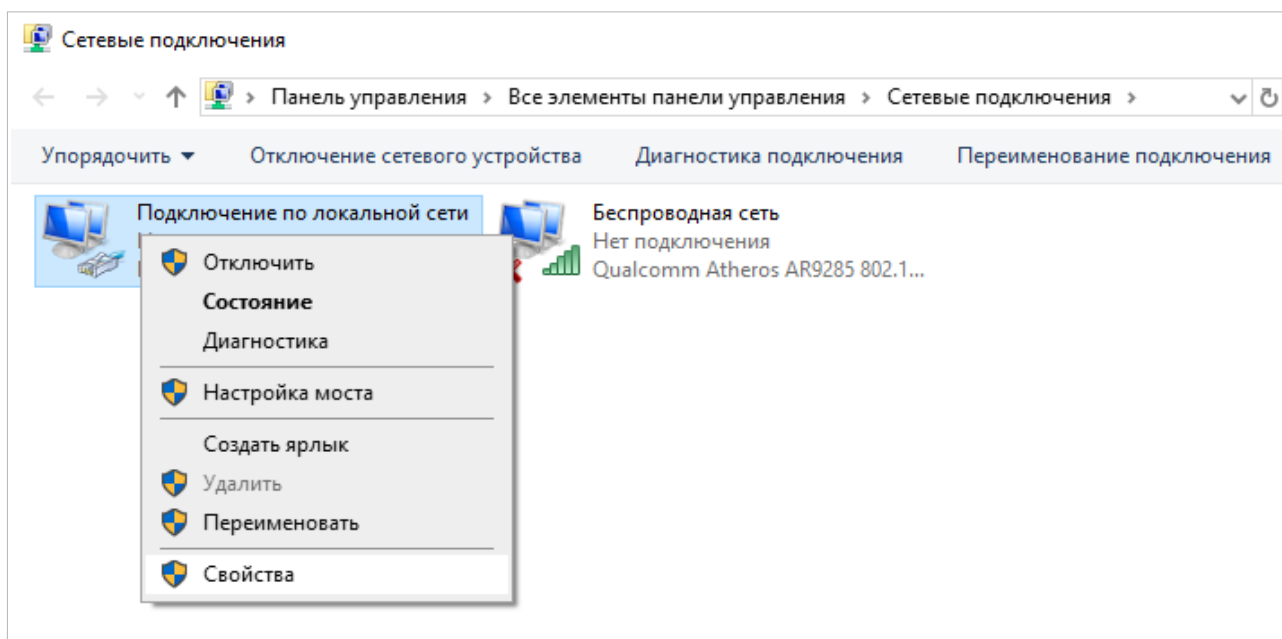 Сетевые подключения
Панель управления > Все элементы панели управления > Сетевые подключения >
Упорядочить Отключение сетевого устройства Диагностика подключения Переименование подключения
Подключение по локальной сети
Беспроводная сеть
Нет подключения
Qualcomm Atheros AR9285 802.1...
Отключить
Состояние
Диагностика
Настройка моста
Создать ярлык
Удалить
Переименовать
Свойства